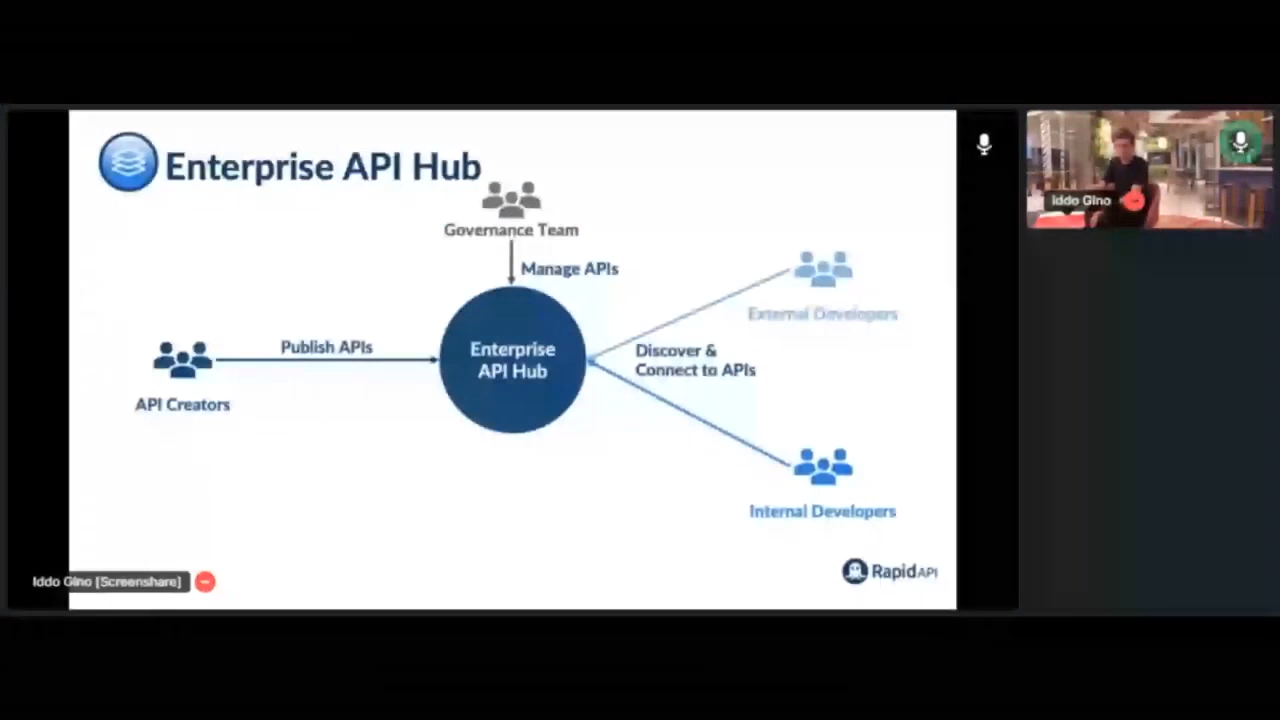 Enterprise API Hub
Governance Team
Manage APIs
Publish APIs
API Creators
Enterprise
API Hub
External Developers
Discover &
Connect to APIs
Internal Developers
RapidAPI
Iddo Gino [Screenshare]
Iddo Gino